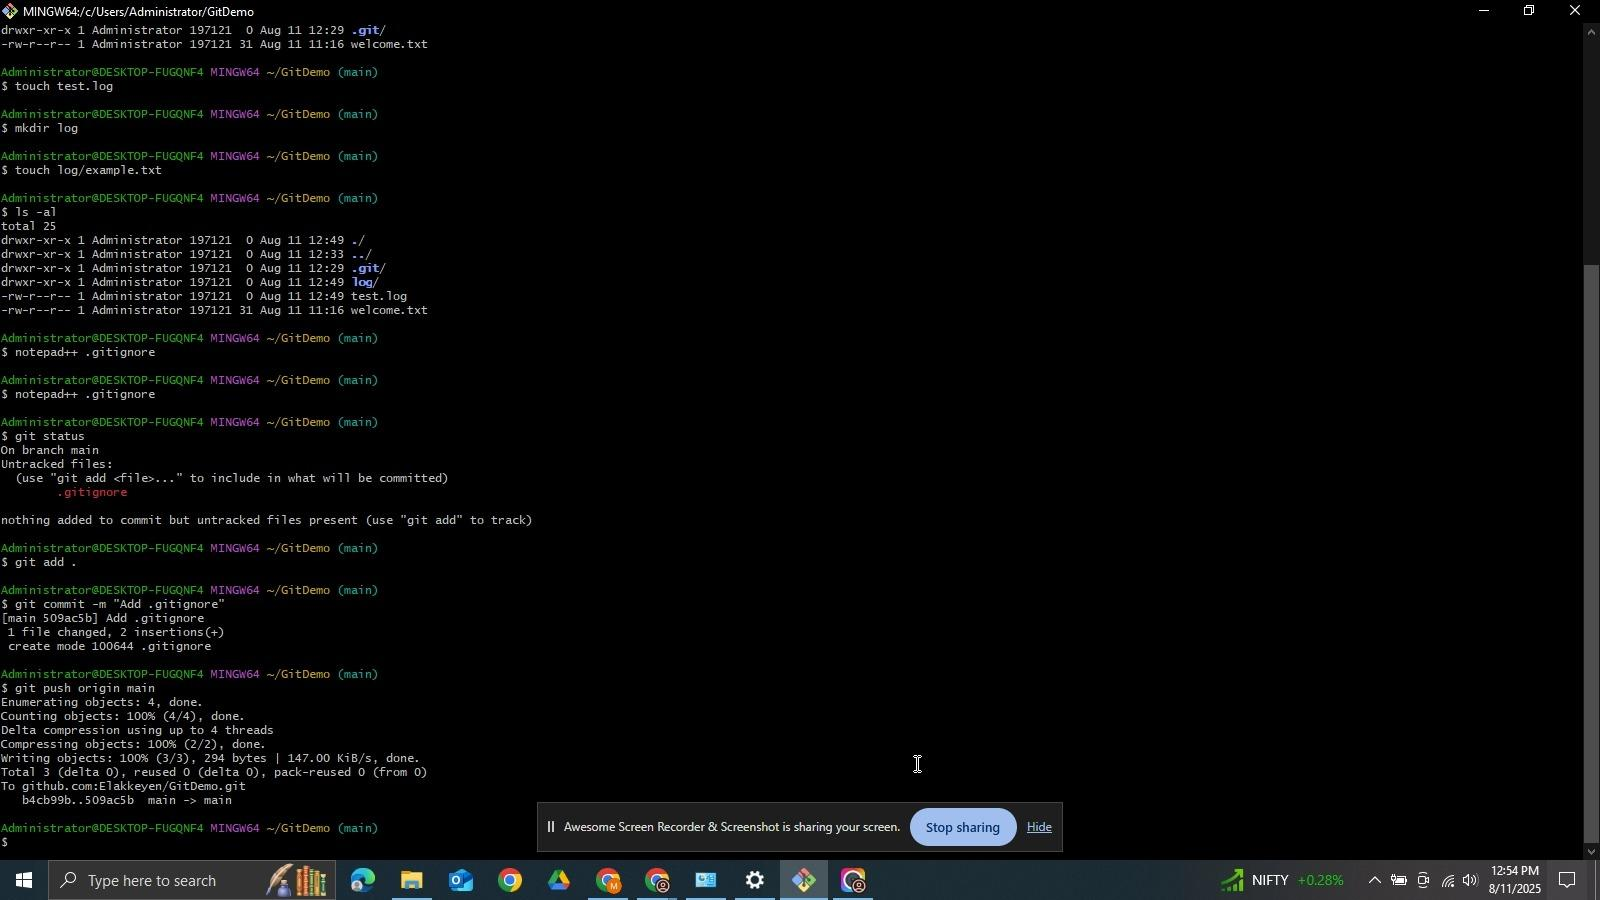 MINGW64:/c/Users/Administrator/GitDemo
drwxr-xr-x 1 Administrator 197121  0 Aug 11 12:29 .git/
-rw-r--r-- 1 Administrator 197121 31 Aug 11 11:16 welcome.txt
Administrator@DESKTOP-FUGQNF4 MINGW64 ~/GitDemo (main)
$ touch test.log
Administrator@DESKTOP-FUGQNF4 MINGW64 ~/GitDemo (main)
$ mkdir log
Administrator@DESKTOP-FUGQNF4 MINGW64 ~/GitDemo (main)
$ touch log/example.txt
Administrator@DESKTOP-FUGQNF4 MINGW64 ~/GitDemo (main)
$ ls -al
total 25
drwxr-xr-x 1 Administrator 197121  0 Aug 11 12:49 ./
drwxr-xr-x 1 Administrator 197121  0 Aug 11 12:33 ../
drwxr-xr-x 1 Administrator 197121  0 Aug 11 12:29 .git/
drwxr-xr-x 1 Administrator 197121  0 Aug 11 12:49 log/
-rw-r--r-- 1 Administrator 197121  0 Aug 11 12:49 test.log
-rw-r--r-- 1 Administrator 197121 31 Aug 11 11:16 welcome.txt
Administrator@DESKTOP-FUGQNF4 MINGW64 ~/GitDemo (main)
$ notepad++ .gitignore
Administrator@DESKTOP-FUGQNF4 MINGW64 ~/GitDemo (main)
$ notepad++ .gitignore
Administrator@DESKTOP-FUGQNF4 MINGW64 ~/GitDemo (main)
$ git status
On branch main
Untracked files:
  (use "git add <file>..." to include in what will be committed)
        .gitignore
nothing added to commit but untracked files present (use "git add" to track)
Administrator@DESKTOP-FUGQNF4 MINGW64 ~/GitDemo (main)
$ git add .
Administrator@DESKTOP-FUGQNF4 MINGW64 ~/GitDemo (main)
$ git commit -m "Add .gitignore"
[main 509ac5b] Add .gitignore
 1 file changed, 2 insertions(+)
 create mode 100644 .gitignore
Administrator@DESKTOP-FUGQNF4 MINGW64 ~/GitDemo (main)
$ git push origin main
Enumerating objects: 4, done.
Counting objects: 100% (4/4), done.
Delta compression using up to 4 threads
Compressing objects: 100% (2/2), done.
Writing objects: 100% (3/3), 294 bytes | 147.00 KiB/s, done.
Total 3 (delta 0), reused 0 (delta 0), pack-reused 0 (from 0)
To github.com:Elakkeyen/GitDemo.git
   b4cb99b..509ac5b  main -> main
Administrator@DESKTOP-FUGQNF4 MINGW64 ~/GitDemo (main)
$
Awesome Screen Recorder & Screenshot is sharing your screen.
Stop sharing
Hide
Type here to search
M
NIFTY +0.28%
12:54 PM
8/11/2025